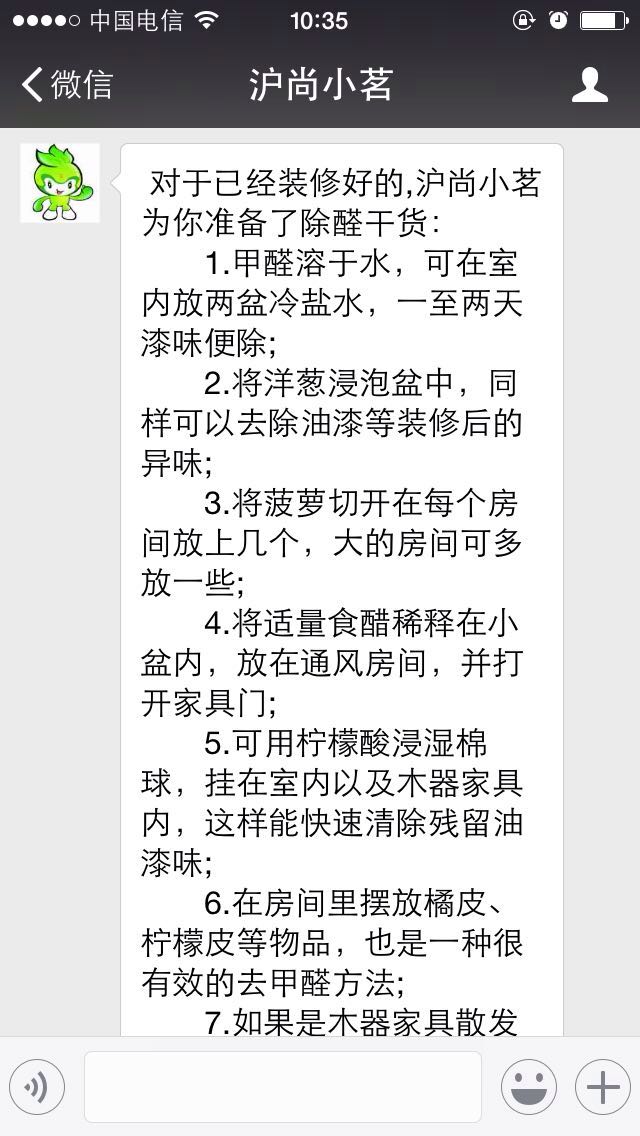 中国电信 10:35
微信 沪尚小茗
对于已经装修好的,沪尚小茗
为你准备了除醛干货：
1.甲醛溶于水，可在室
内放两盆冷盐水，一至两天
漆味便除;
2.将洋葱浸泡盆中，同
样可以去除油漆等装修后的
异味;
3.将菠萝切开在每个房
间放上几个，大的房间可多
放一些;
4.将适量食醋稀释在小
盆内，放在通风房间，并打
开家具门;
5.可用柠檬酸浸湿棉
球，挂在室内以及木器家具
内，这样能快速清除残留油
漆味;
6.在房间里摆放橘皮、
柠檬皮等物品，也是一种很
有效的去甲醛方法;
7.如果是木器家具散发